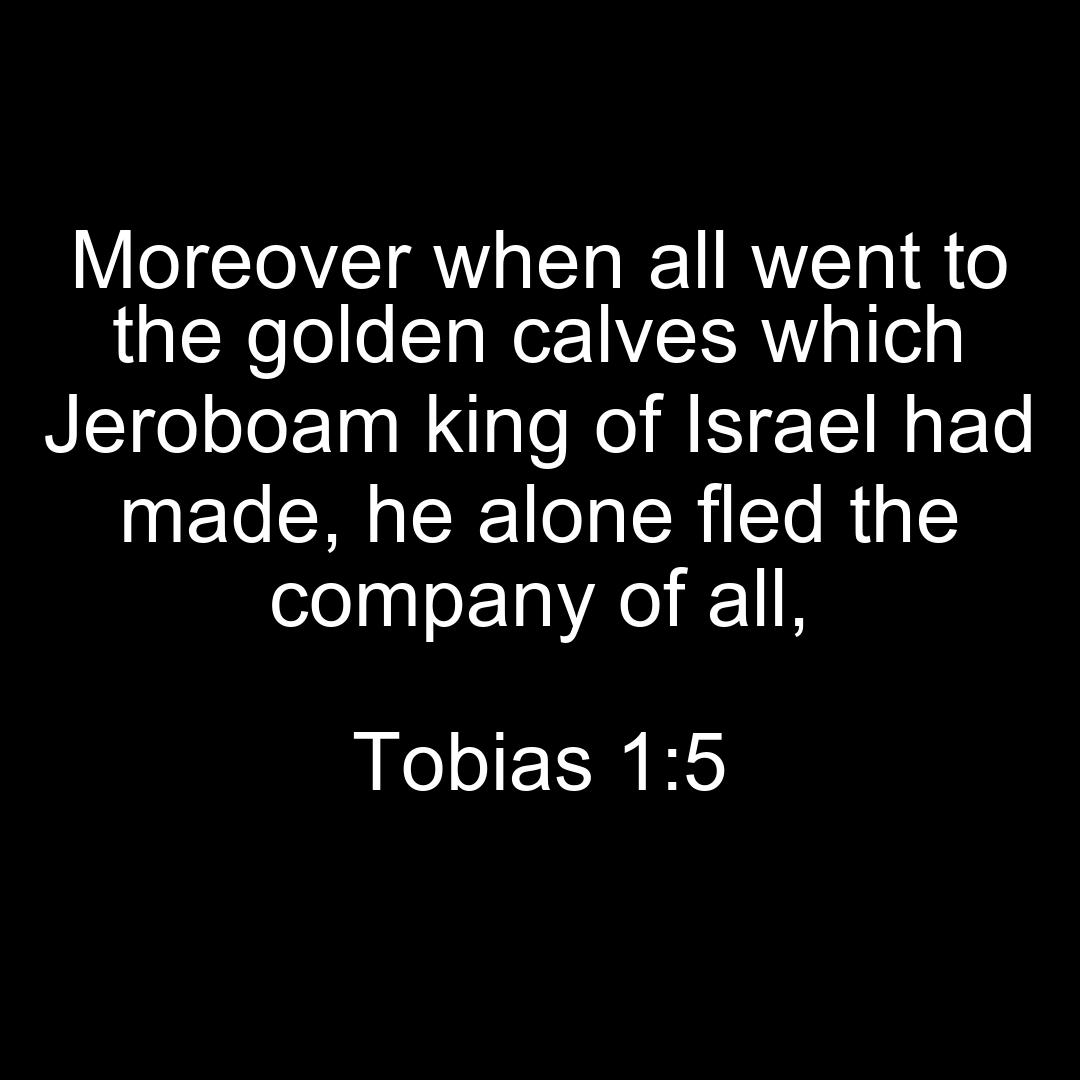 Moreover when all went to
the golden calves which
Jeroboam king of Israel had
made, he alone fled the
company of all,
Tobias 1:5